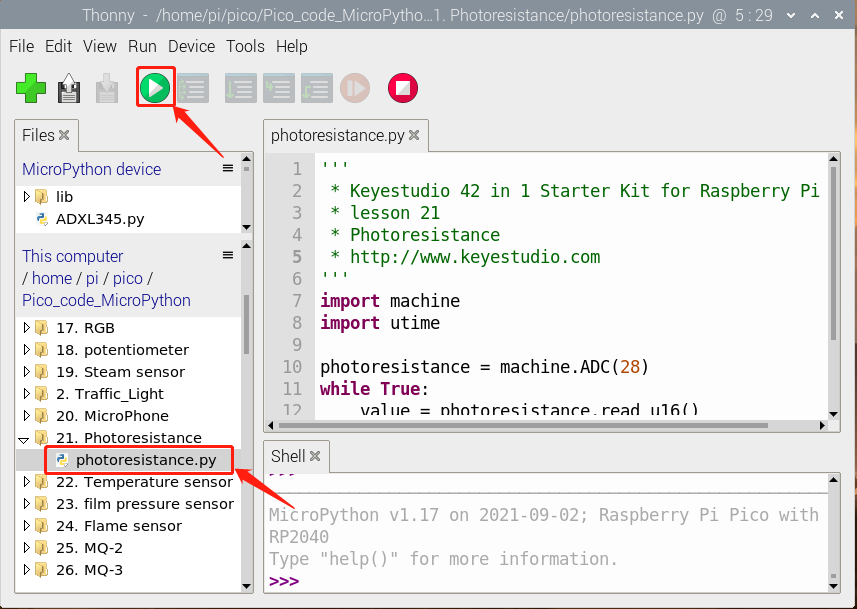 Thonny - /home/pi/pico/Pico_code_MicroPytho...1. Photoresistance/photoresistance.py @ 5 : 29
File Edit View Run Device Tools Help
Files
MicroPython device
lib
ADXL345.py
This computer
/ home / pi / pico /
Pico_code_MicroPython
17. RGB
18. potentiometer
19. Steam sensor
2. Traffic_Light
20. MicroPhone
21. Photoresistance
photoresistance.py
22. Temperature sensor
23. film pressure sensor
24. Flame sensor
25. MQ-2
26. MQ-3
photoresistance.py
1 '''
2 * Keyestudio 42 in 1 Starter Kit for Raspberry Pi
3 * lesson 21
4 * Photoresistance
5 * http://www.keyestudio.com
6 '''
7 import machine
8 import utime
9
10 photoresistance = machine.ADC(28)
11 while True:
12 value = photoresistance.read_u16()
Shell
>>>
MicroPython v1.17 on 2021-09-02; Raspberry Pi Pico with
RP2040
Type "help()" for more information.
>>>